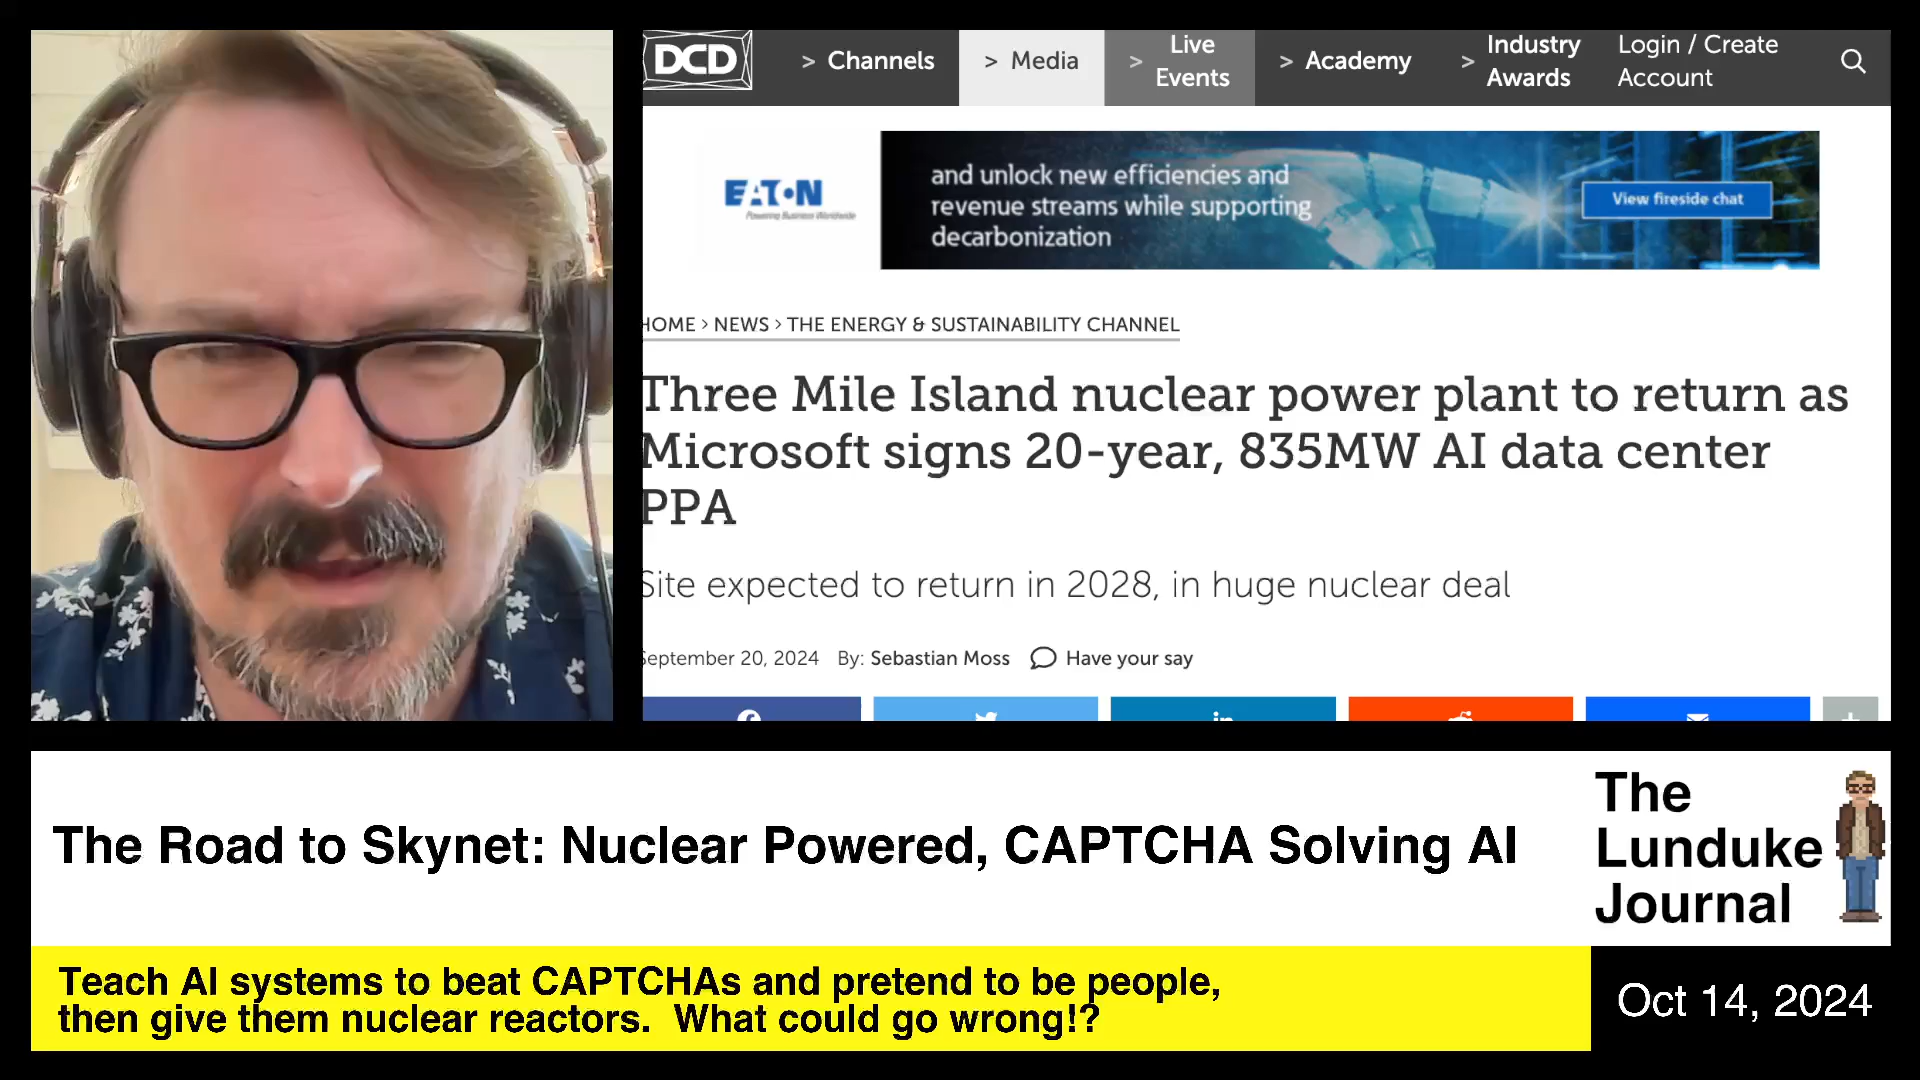 DCD
> Channels
> Media
> Live Events
> Academy
> Industry Awards
Login / Create Account
EATON
Powering Business Worldwide
and unlock new efficiencies and
revenue streams while supporting
decarbonization
View fireside chat
HOME > NEWS > THE ENERGY & SUSTAINABILITY CHANNEL
Three Mile Island nuclear power plant to return as
Microsoft signs 20-year, 835MW AI data center
PPA
Site expected to return in 2028, in huge nuclear deal
September 20, 2024 By: Sebastian Moss Have your say
The Road to Skynet: Nuclear Powered, CAPTCHA Solving AI
The
Lunduke
Journal
Teach AI systems to beat CAPTCHAs and pretend to be people,
then give them nuclear reactors. What could go wrong!?
Oct 14, 2024